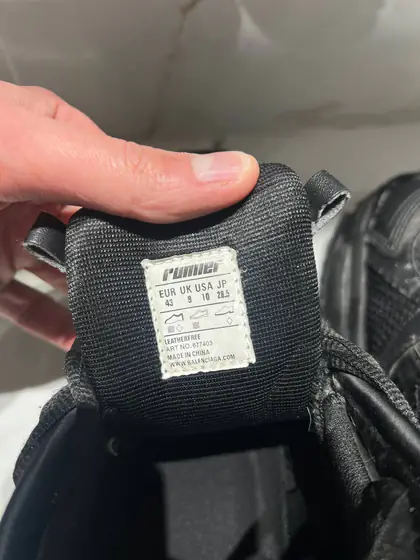 runner
EUR UK USA JP
43 9 10 28.5
LEATHERFREE
ART NO.677403
MADE IN CHINA
WWW.BALENCIAGA.COM